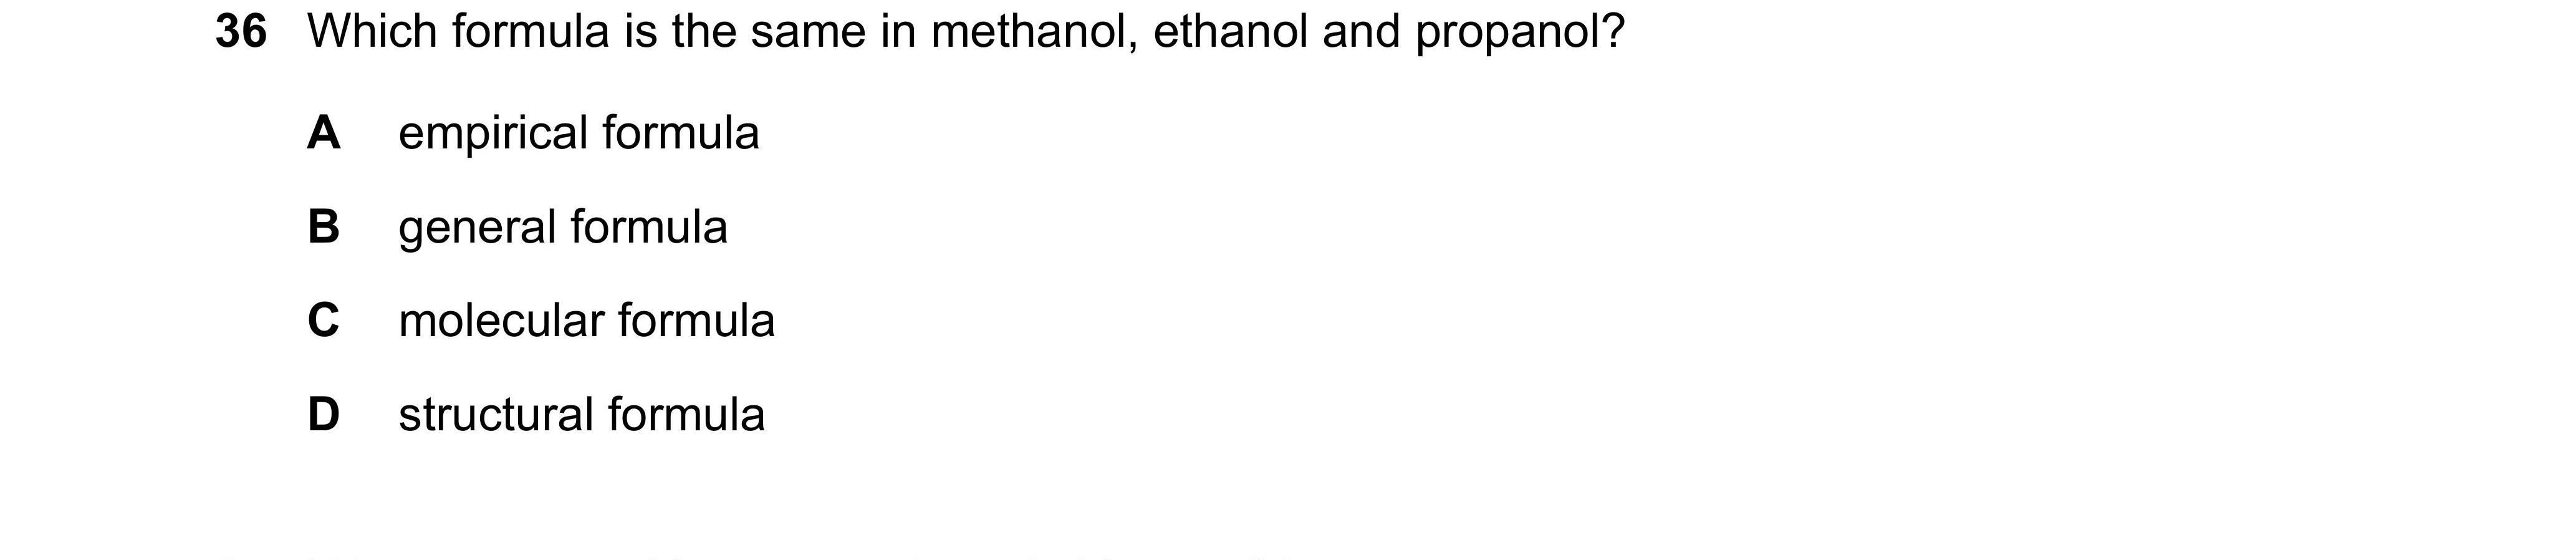 36 Which formula is the same in methanol, ethanol and propanol?
A empirical formula
B general formula
C molecular formula
D structural formula